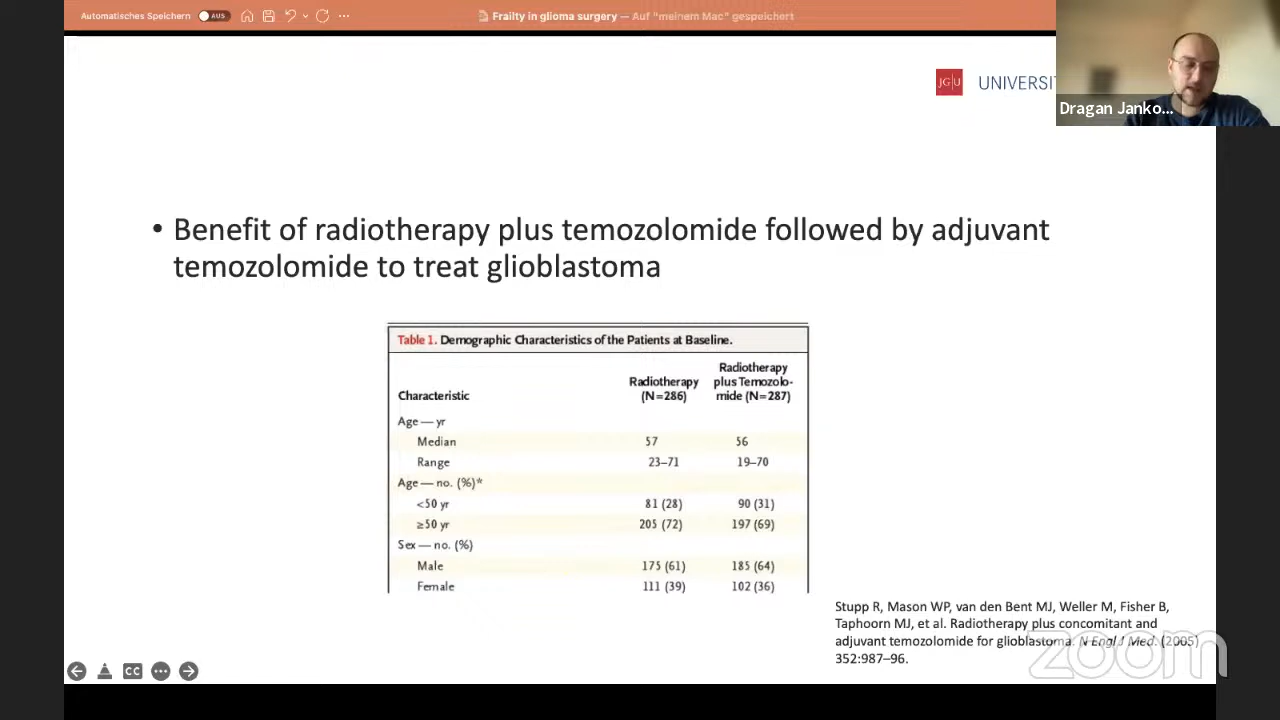 Automatisches Speichern AUS
Frailty in glioma surgery — Auf "meinem Mac" gespeichert
JG|U UNIVERSIT
Dragan Janko...
• Benefit of radiotherapy plus temozolomide followed by adjuvant
temozolomide to treat glioblastoma
Table 1. Demographic Characteristics of the Patients at Baseline.
Characteristic Radiotherapy (N=286) Radiotherapy plus Temozolo-mide (N=287)
Age — yr
Median 57 56
Range 23–71 19–70
Age — no. (%)*
<50 yr 81 (28) 90 (31)
≥50 yr 205 (72) 197 (69)
Sex — no. (%)
Male 175 (61) 185 (64)
Female 111 (39) 102 (36)
Stupp R, Mason WP, van den Bent MJ, Weller M, Fisher B,
Taphoorn MJ, et al. Radiotherapy plus concomitant and
adjuvant temozolomide for glioblastoma. N Engl J Med. (2005)
352:987–96.
CC
zoom